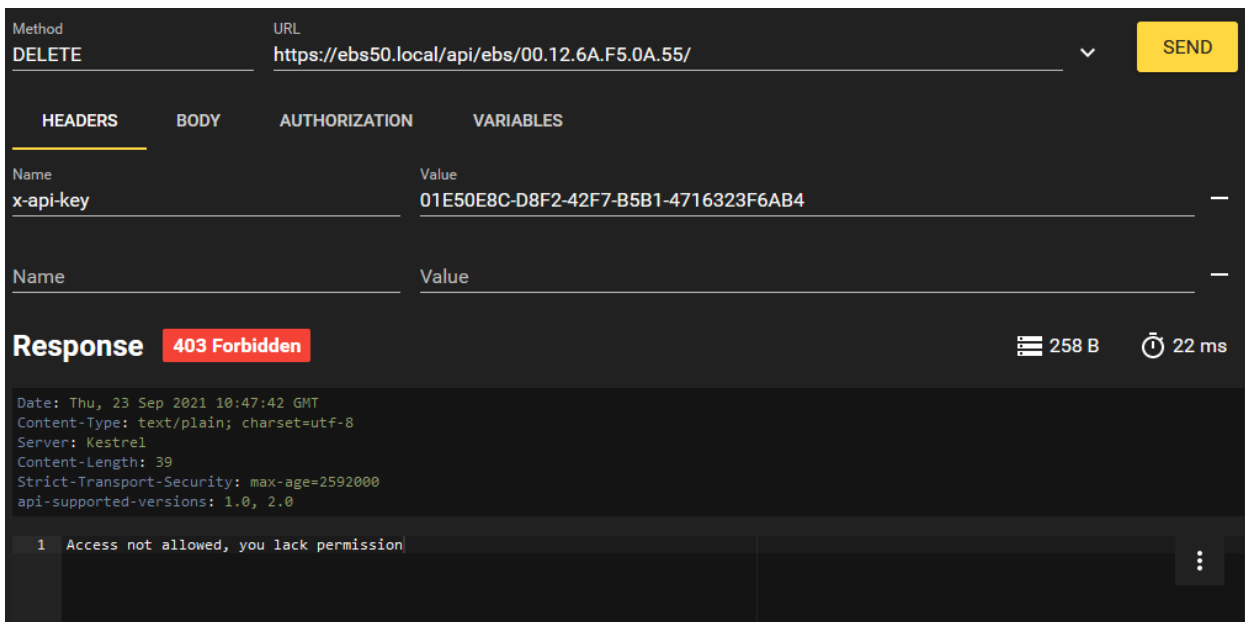 Method URL
DELETE https://ebs50.local/api/ebs/00.12.6A.F5.0A.55/ SEND
HEADERS BODY AUTHORIZATION VARIABLES
Name Value
x-api-key 01E50E8C-D8F2-42F7-B5B1-4716323F6AB4
Name Value
Response 403 Forbidden 258 B 22 ms
Date: Thu, 23 Sep 2021 10:47:42 GMT
Content-Type: text/plain; charset=utf-8
Server: Kestrel
Content-Length: 39
Strict-Transport-Security: max-age=2592000
api-supported-versions: 1.0, 2.0
1 Access not allowed, you lack permission